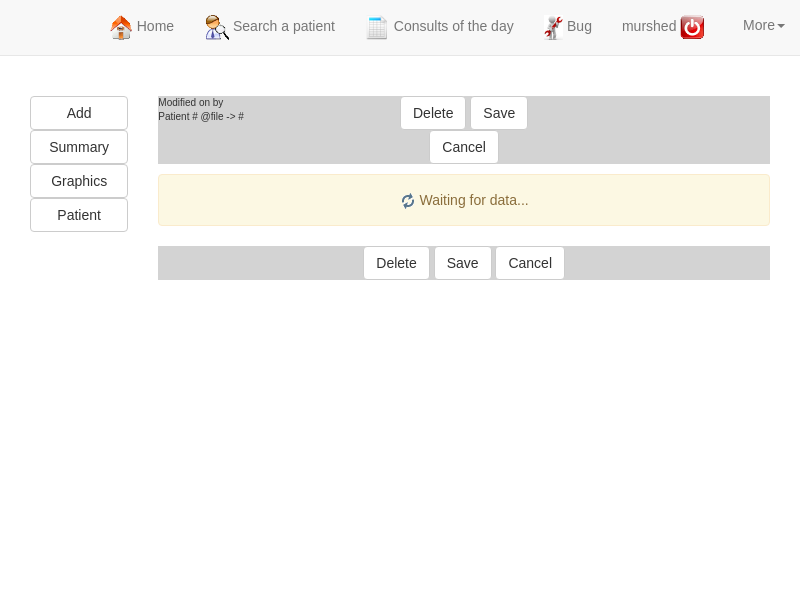 Home Search a patient Consults of the day Bug murshed More
Add
Summary
Graphics
Patient
Modified on by
Patient # @file -> #
Delete Save
Cancel
Waiting for data...
Delete Save Cancel